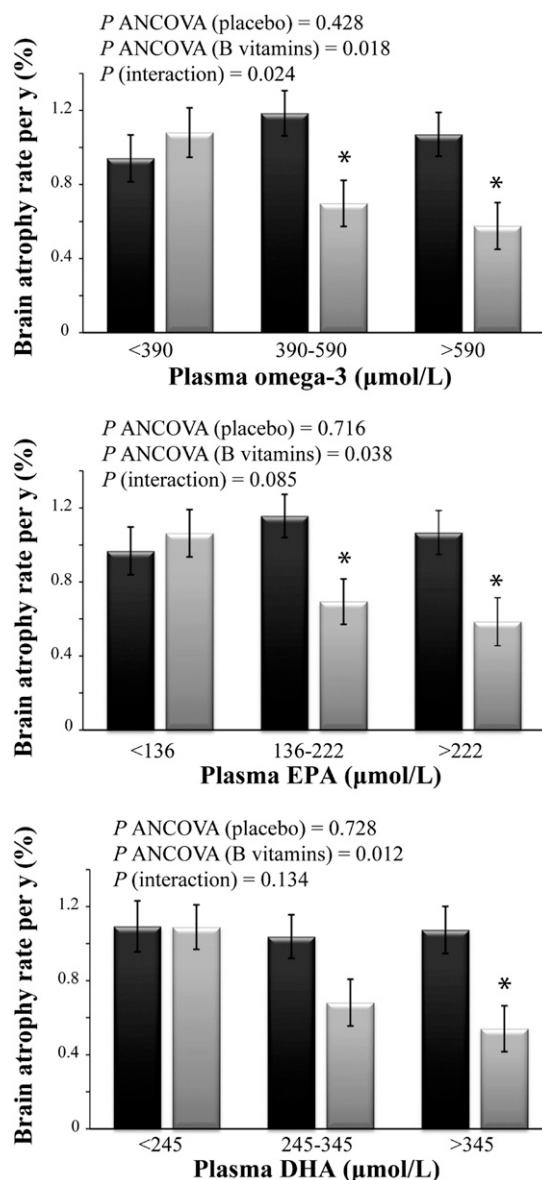 P ANCOVA (placebo) = 0.428
P ANCOVA (B vitamins) = 0.018
P (interaction) = 0.024
Brain atrophy rate per y (%)
1.2
0.8
0.4
0
*
*
<390 390-590 >590
Plasma omega-3 (µmol/L)
P ANCOVA (placebo) = 0.716
P ANCOVA (B vitamins) = 0.038
P (interaction) = 0.085
Brain atrophy rate per y (%)
1.2
0.8
0.4
0
*
*
<136 136-222 >222
Plasma EPA (µmol/L)
P ANCOVA (placebo) = 0.728
P ANCOVA (B vitamins) = 0.012
P (interaction) = 0.134
Brain atrophy rate per y (%)
1.2
0.8
0.4
0
*
<245 245-345 >345
Plasma DHA (µmol/L)